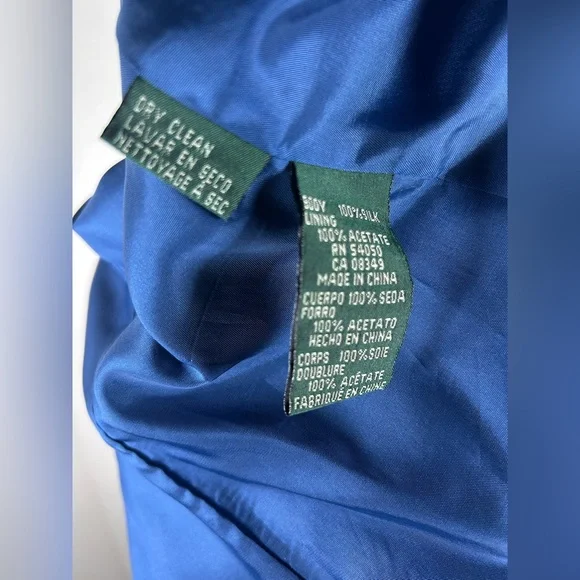 DRY CLEAN
LAVAR EN SECO
NETTOYAGE À SEC
BODY 100% SILK
LINING
100% ACETATE
RN 54050
CA 08349
MADE IN CHINA
CUERPO 100% SEDA
FORRO
100% ACETATO
HECHO EN CHINA
CORPS 100% SOIE
DOUBLURE
100% ACÉTATE
FABRIQUÉ EN CHINE